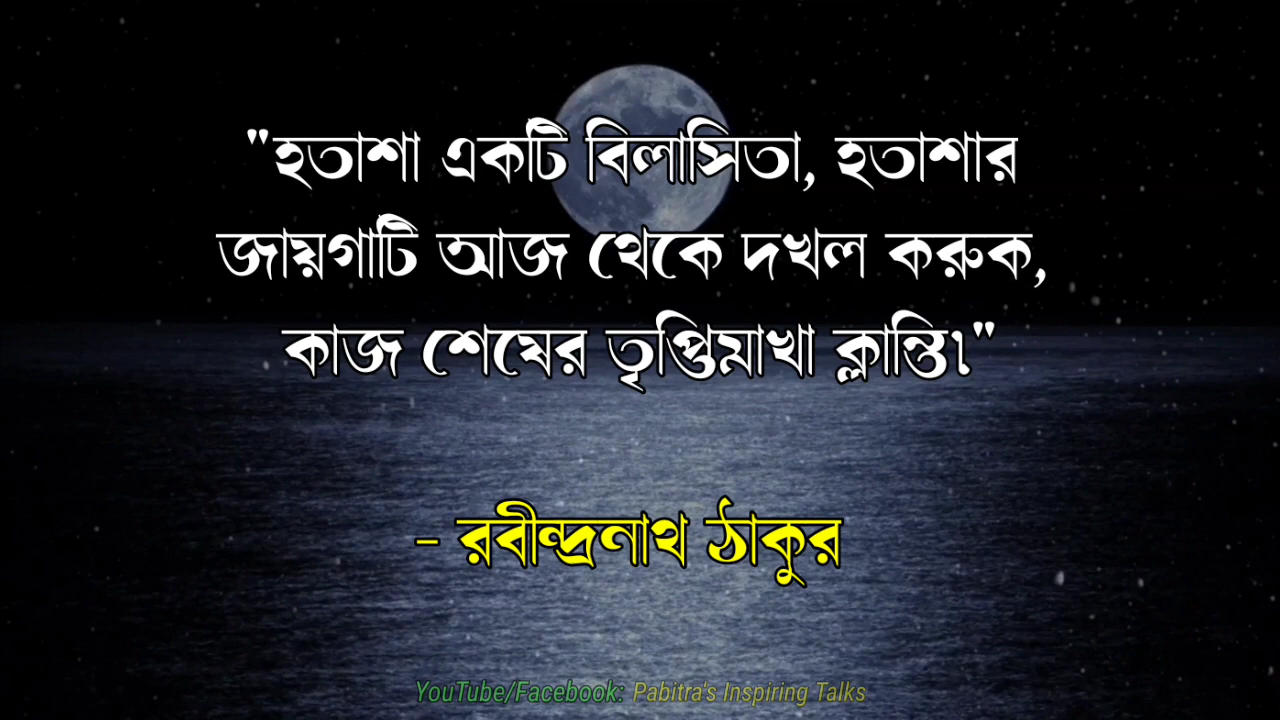 "হতাশা একটি বিলাসিতা, হতাশার
জায়গাটি আজ থেকে দখল করুক,
কাজ শেষের তৃপ্তিমাখা ক্লান্তি৷"
- রবীন্দ্রনাথ ঠাকুর
YouTube/Facebook: Pabitra's Inspiring Talks